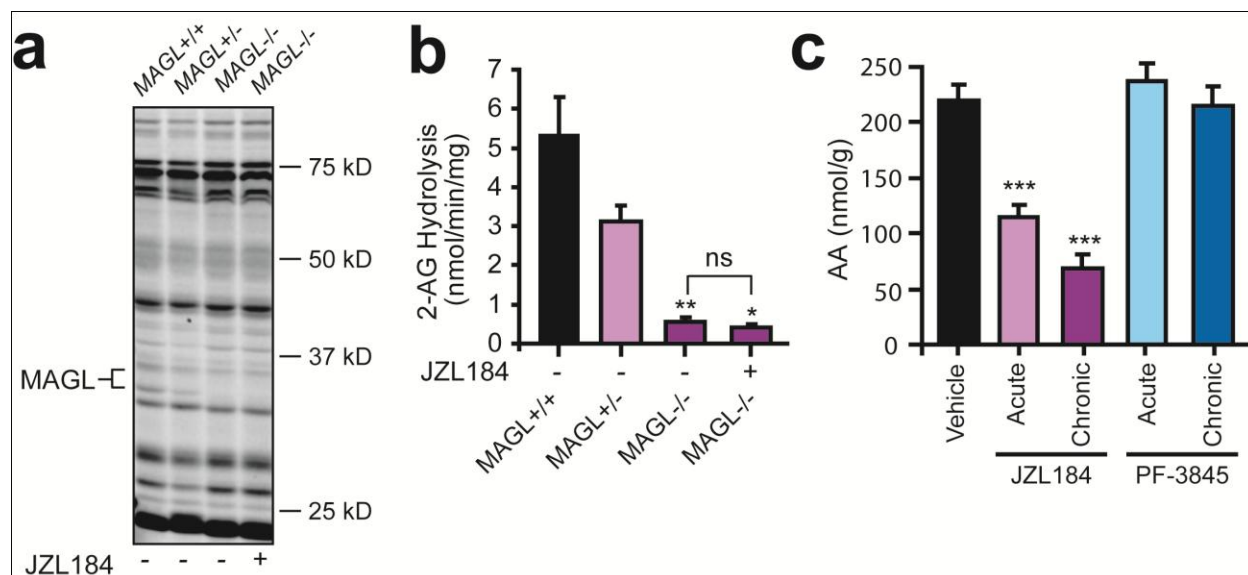 a
MAGL+/+
MAGL+/-
MAGL-/-
MAGL-/-
75 kD
50 kD
37 kD
25 kD
MAGL
JZL184 - - - +
b
2-AG Hydrolysis
(nmol/min/mg)
7
6
5
4
3
2
1
0
ns
**
*
JZL184 - - - +
MAGL+/+
MAGL+/-
MAGL-/-
MAGL-/-
c
AA (nmol/g)
250
200
150
100
50
0
***
***
Vehicle
Acute
Chronic
Acute
Chronic
JZL184
PF-3845